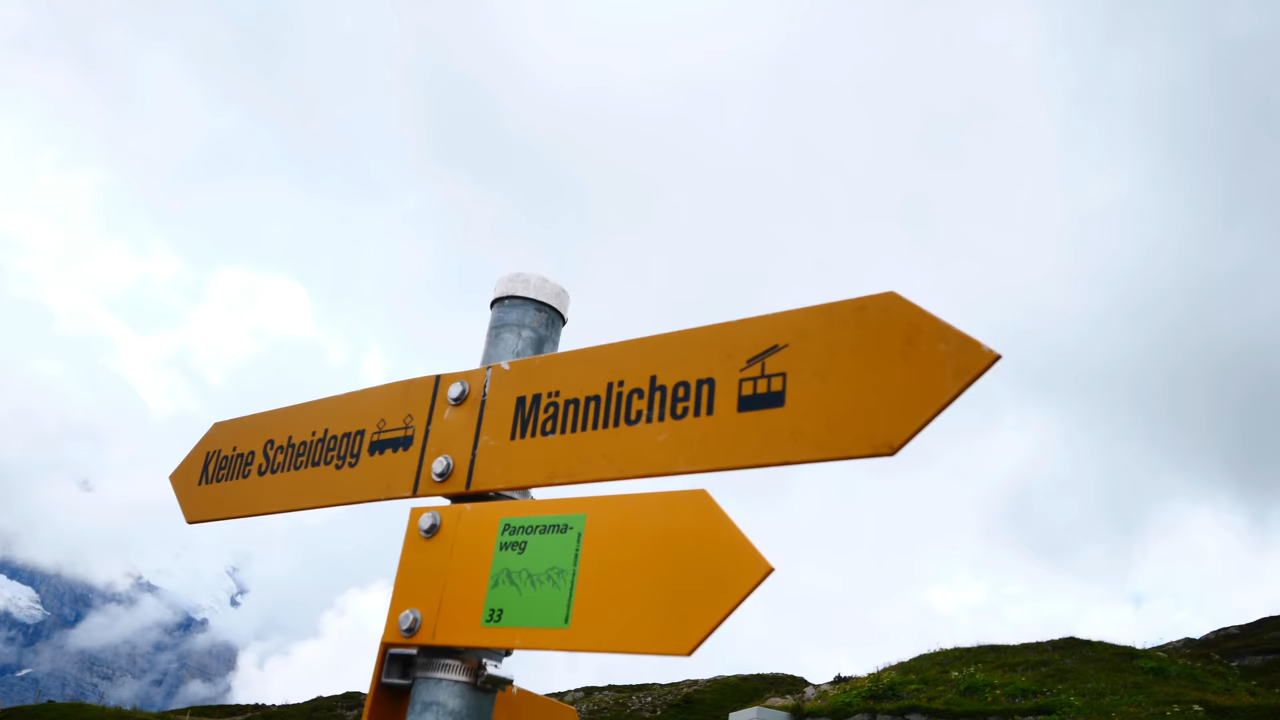 Kleine Scheidegg
Männlichen
Panorama-
weg
33